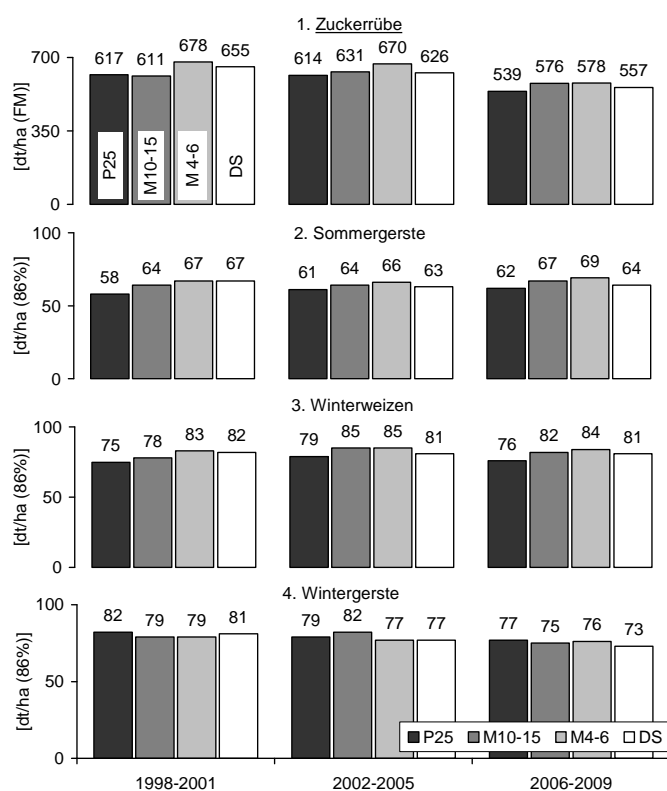 1. Zuckerrübe
617 611 678 655 614 631 670 626 539 576 578 557
[dt/ha (FM)]
700
350
0
P25 M10-15 M 4-6 DS
2. Sommergerste
58 64 67 67 61 64 66 63 62 67 69 64
[dt/ha (86%)]
100
50
0
3. Winterweizen
75 78 83 82 79 85 85 81 76 82 84 81
[dt/ha (86%)]
100
50
0
4. Wintergerste
82 79 79 81 79 82 77 77 77 75 76 73
[dt/ha (86%)]
100
50
0
P25 M10-15 M4-6 DS
1998-2001 2002-2005 2006-2009